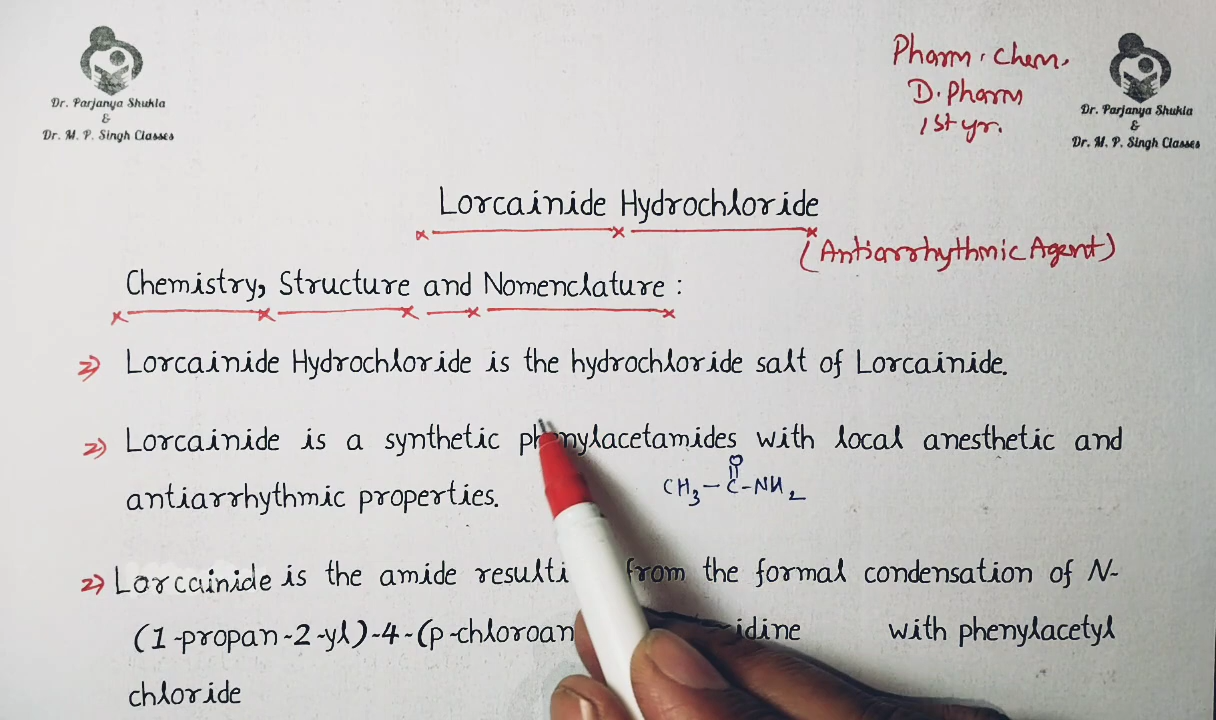 Dr. Parjanya Shukla
&
Dr. M. P. Singh Classes
Pharm. Chem.
D. Pharm
1st yr.
Dr. Parjanya Shukla
&
Dr. M. P. Singh Classes
Lorcainide Hydrochloride
(Antiarrhythmic Agent)
Chemistry, Structure and Nomenclature :
Lorcainide Hydrochloride is the hydrochloride salt of Lorcainide.
Lorcainide is a synthetic phenylacetamides with local anesthetic and
CH3-C-NH2
O
antiarrhythmic properties.
Lorcainide is the amide resulti from the formal condensation of N-
(1-propan-2-yl)-4-(p-chloroan idine with phenylacetyl
chloride